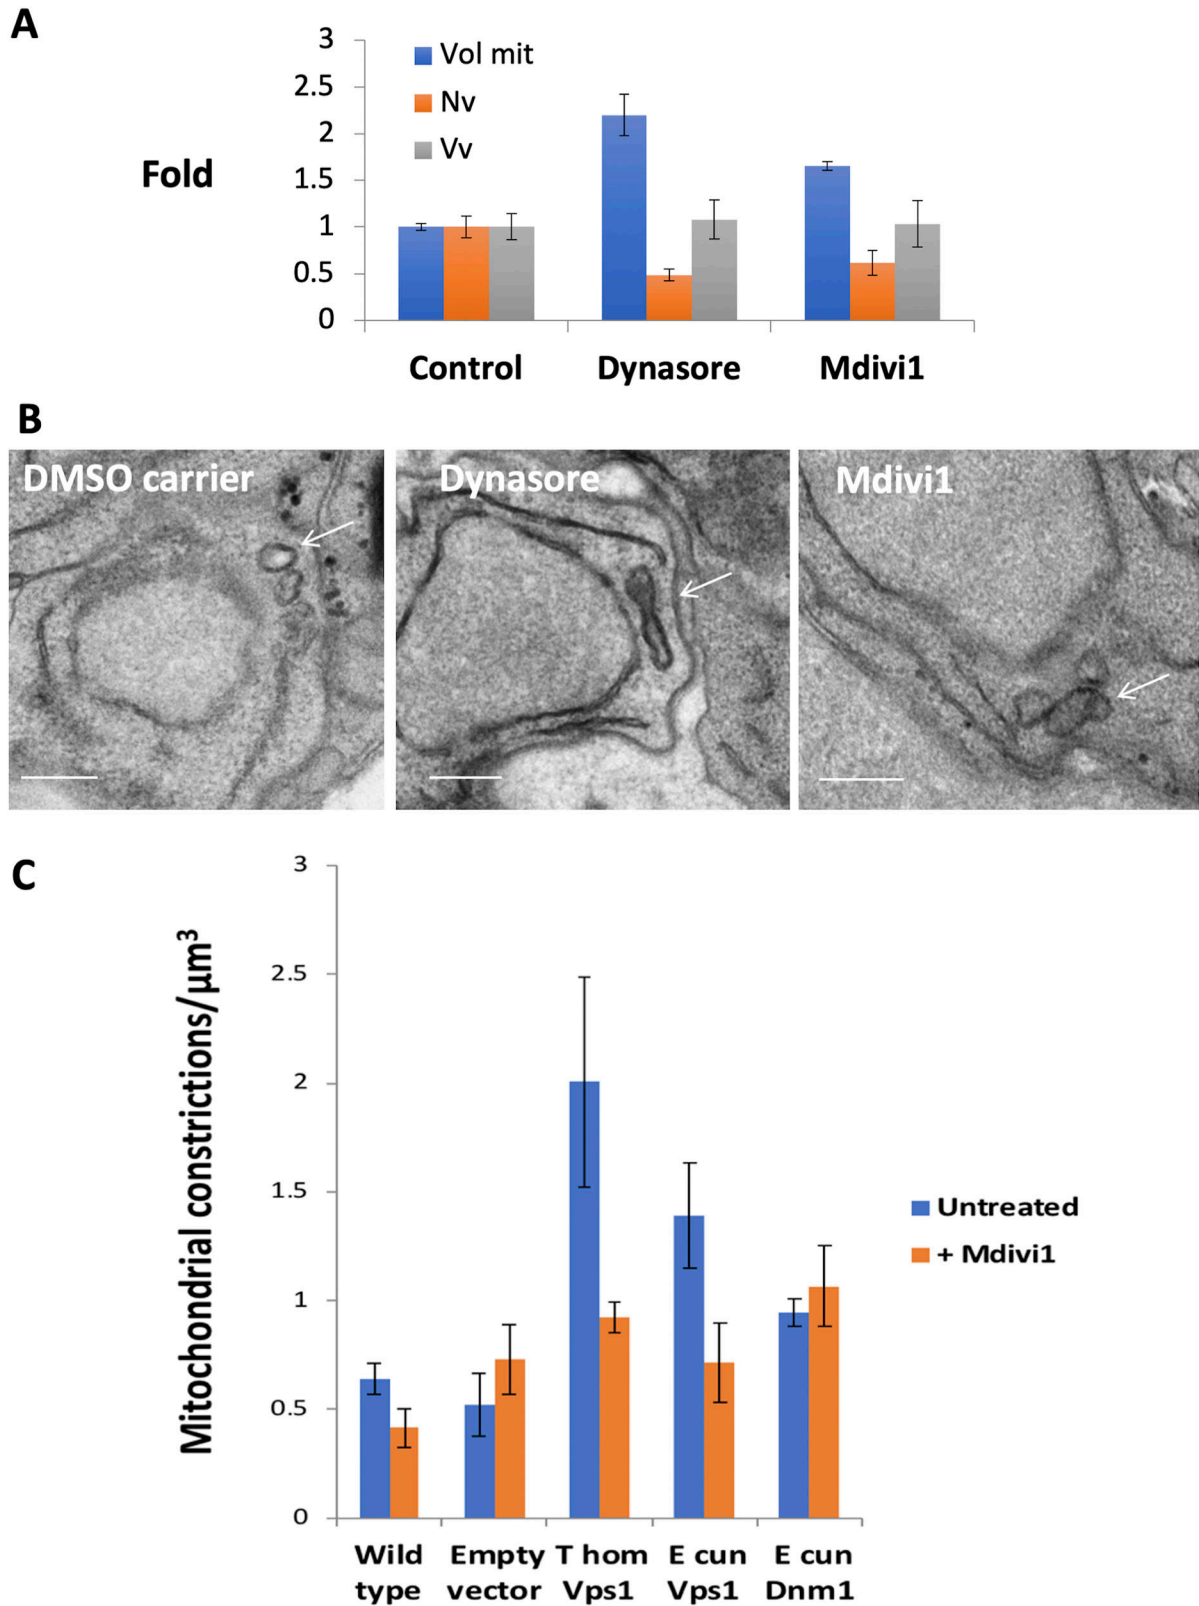 A
3
2.5
2
1.5
1
0.5
0
Fold
Vol mit
Nv
Vv
Control Dynasore Mdivi1
B
DMSO carrier Dynasore Mdivi1
C
Mitochondrial constrictions/μm³
3
2.5
2
1.5
1
0.5
0
Untreated
+ Mdivi1
Wild Empty T hom E cun E cun
type vector Vps1 Vps1 Dnm1